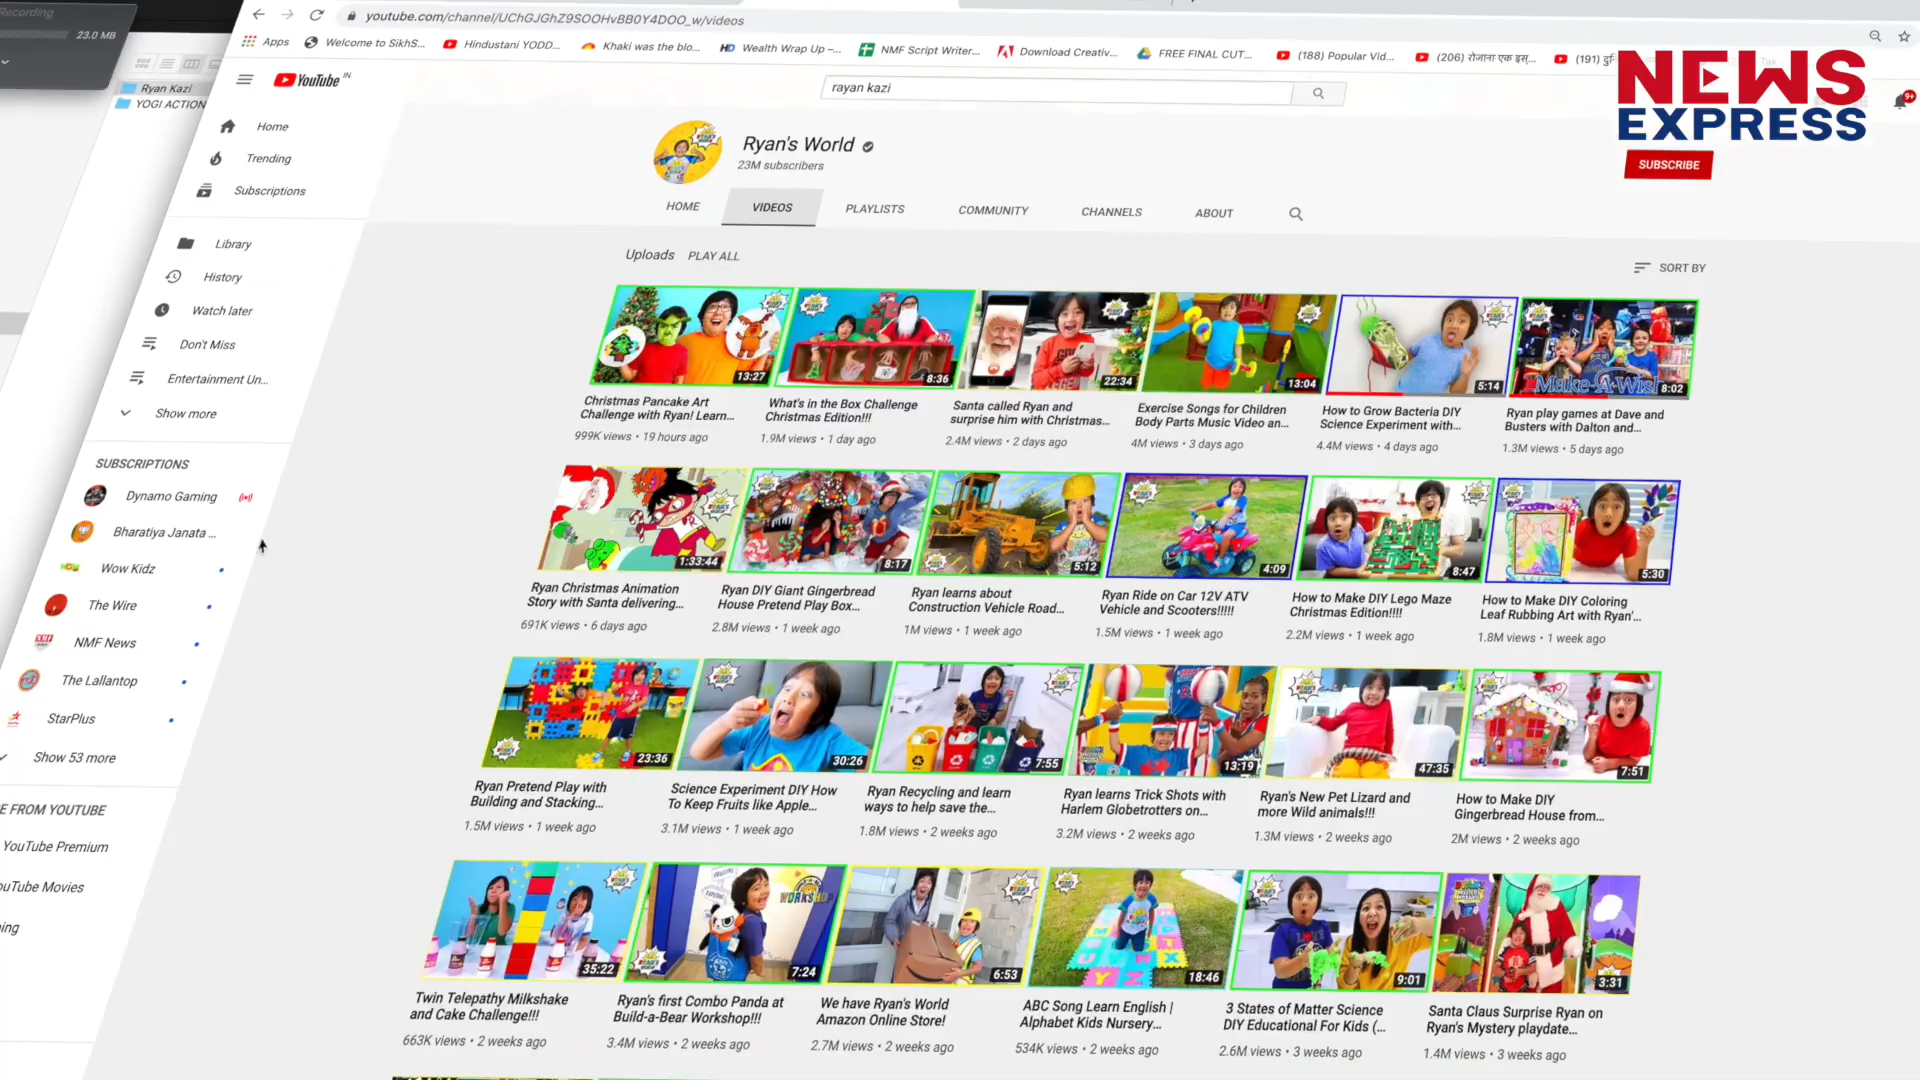 Recording
23.0 MB
Ryan Kazi
YOGI ACTION
youtube.com/channel/UChGJGhZ9SOOHvBB0Y4DOO_w/videos
Apps
Welcome to SikhS...
Hindustani YODD...
Khaki was the blo...
HD Wealth Wrap Up –...
NMF Script Writer...
Download Creativ...
FREE FINAL CUT...
(188) Popular Vid...
(206) रोजानाः एक इस्...
(191)
NEWS
EXPRESS
YouTube IN
rayan kazi
9+
Home
Trending
Subscriptions
Library
History
Watch later
Don't Miss
Entertainment Un...
Show more
SUBSCRIPTIONS
Dynamo Gaming
Bharatiya Janata ...
Wow Kidz
The Wire
NMF News
The Lallantop
StarPlus
Show 53 more
E FROM YOUTUBE
YouTube Premium
ouTube Movies
ing
Ryan's World
23M subscribers
SUBSCRIBE
HOME
VIDEOS
PLAYLISTS
COMMUNITY
CHANNELS
ABOUT
Uploads PLAY ALL
SORT BY
13:27
8:36
22:34
13:04
5:14
Make-A-Wish
8:02
Christmas Pancake Art
Challenge with Ryan! Learn...
999K views • 19 hours ago
What's in the Box Challenge
Christmas Edition!!!
1.9M views • 1 day ago
Santa called Ryan and
surprise him with Christmas...
2.4M views • 2 days ago
Exercise Songs for Children
Body Parts Music Video an...
4M views • 3 days ago
How to Grow Bacteria DIY
Science Experiment with...
4.4M views • 4 days ago
Ryan play games at Dave and
Busters with Dalton and...
1.3M views • 5 days ago
1:33:44
8:17
5:12
4:09
8:47
5:30
Ryan Christmas Animation
Story with Santa delivering...
691K views • 6 days ago
Ryan DIY Giant Gingerbread
House Pretend Play Box...
2.8M views • 1 week ago
Ryan learns about
Construction Vehicle Road...
1M views • 1 week ago
Ryan Ride on Car 12V ATV
Vehicle and Scooters!!!!!
1.5M views • 1 week ago
How to Make DIY Lego Maze
Christmas Edition!!!!
2.2M views • 1 week ago
How to Make DIY Coloring
Leaf Rubbing Art with Ryan'...
1.8M views • 1 week ago
23:36
30:26
7:55
13:19
47:35
7:51
Ryan Pretend Play with
Building and Stacking...
1.5M views • 1 week ago
Science Experiment DIY How
To Keep Fruits like Apple...
3.1M views • 1 week ago
Ryan Recycling and learn
ways to help save the...
1.8M views • 2 weeks ago
Ryan learns Trick Shots with
Harlem Globetrotters on...
3.2M views • 2 weeks ago
Ryan's New Pet Lizard and
more Wild animals!!!
1.3M views • 2 weeks ago
How to Make DIY
Gingerbread House from...
2M views • 2 weeks ago
35:22
WORKSHOP
7:24
6:53
18:46
9:01
3:31
Twin Telepathy Milkshake
and Cake Challenge!!!
663K views • 2 weeks ago
Ryan's first Combo Panda at
Build-a-Bear Workshop!!!
3.4M views • 2 weeks ago
We have Ryan's World
Amazon Online Store!
2.7M views • 2 weeks ago
ABC Song Learn English |
Alphabet Kids Nursery...
534K views • 2 weeks ago
3 States of Matter Science
DIY Educational For Kids (...
2.6M views • 3 weeks ago
Santa Claus Surprise Ryan on
Ryan's Mystery playdate...
1.4M views • 3 weeks ago